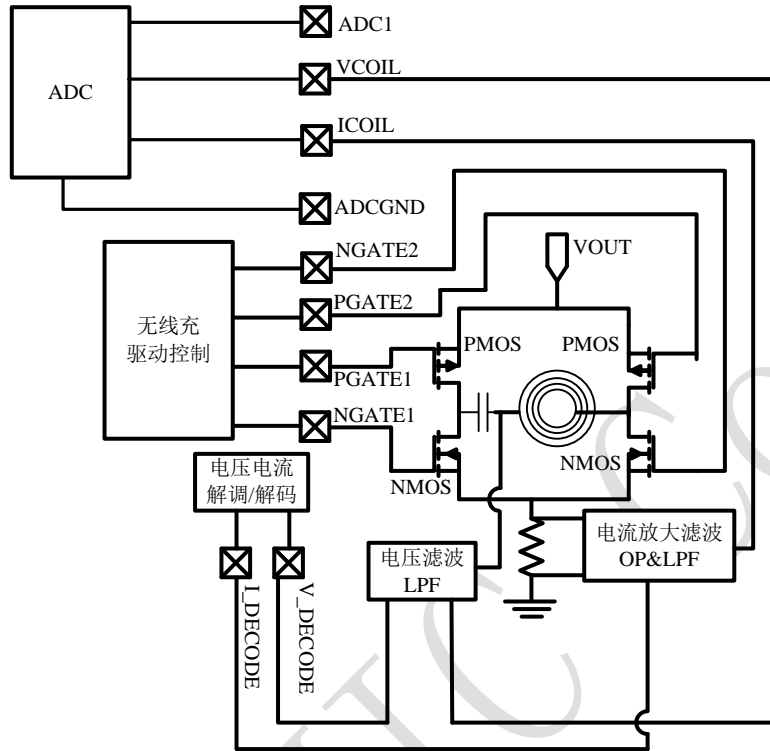 ADC1
VCOIL
ADC
ICOIL
ADCGND
NGATE2
VOUT
PGATE2
无线充
驱动控制
PMOS
PMOS
PGATE1
NGATE1
电压电流
解调/解码
NMOS
NMOS
电流放大滤波
OP&LPF
电压滤波
LPF
I_DECODE
V_DECODE